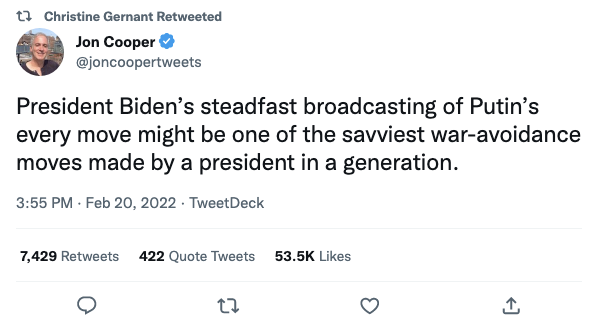 Christine Gernant Retweeted
Jon Cooper
@joncoopertweets
President Biden’s steadfast broadcasting of Putin’s
every move might be one of the savviest war-avoidance
moves made by a president in a generation.
3:55 PM · Feb 20, 2022 · TweetDeck
7,429 Retweets 422 Quote Tweets 53.5K Likes